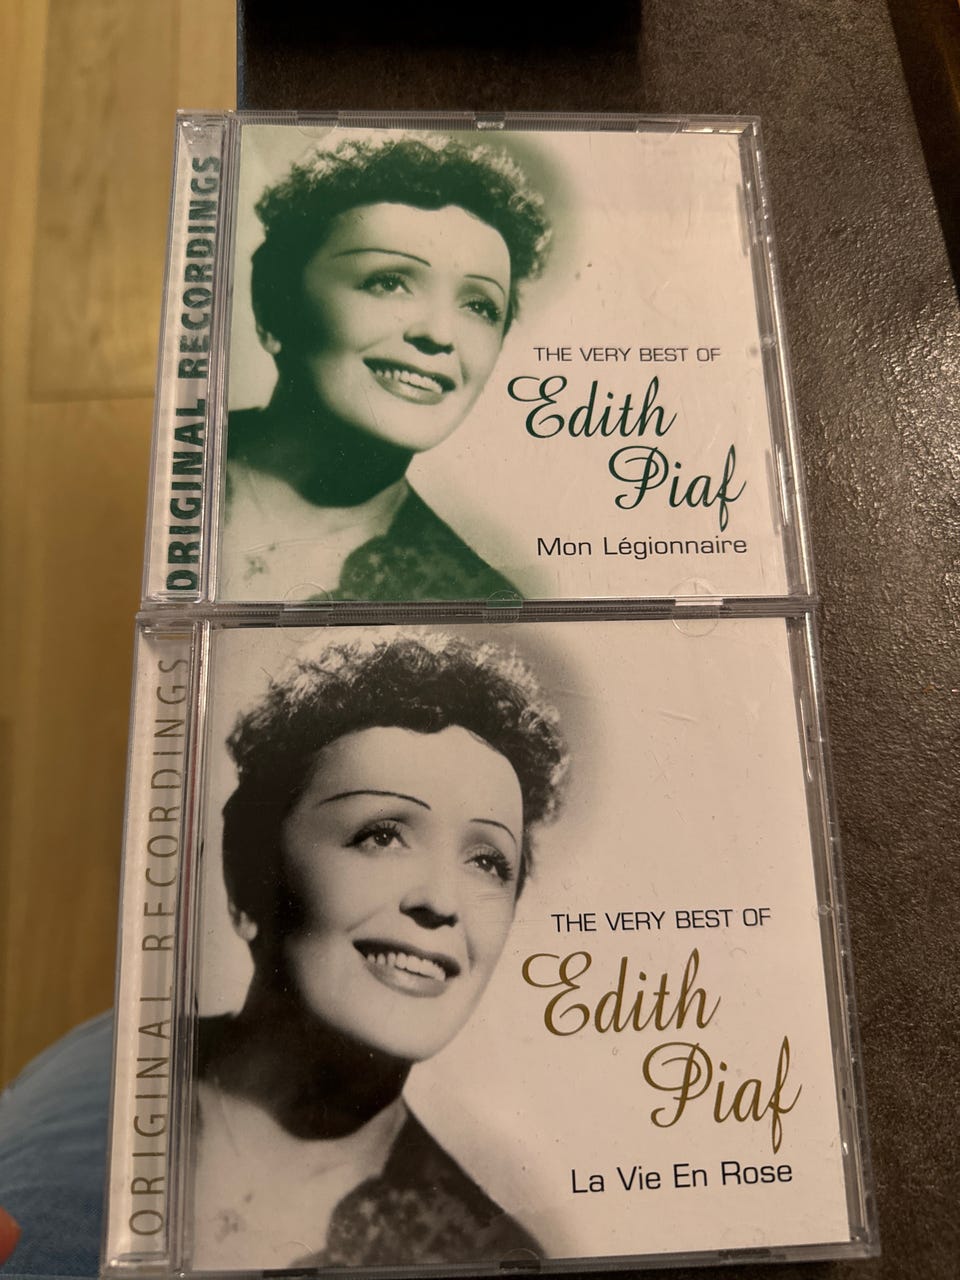 ORIGINAL RECORDINGS
THE VERY BEST OF
Edith
Piaf
Mon Légionnaire
ORIGINAL RECORDINGS
THE VERY BEST OF
Edith
Piaf
La Vie En Rose